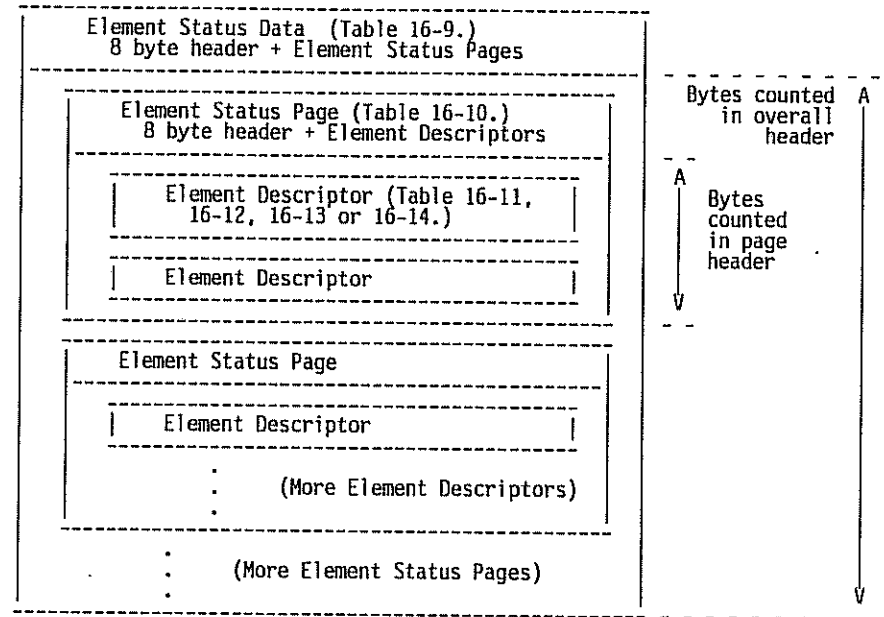 Element Status Data (Table 16-9.)
8 byte header + Element Status Pages
Bytes counted A
in overall
header
Element Status Page (Table 16-10.)
8 byte header + Element Descriptors
A
Element Descriptor (Table 16-11,
16-12, 16-13 or 16-14.)
Bytes
counted
in page
header
Element Descriptor
V
Element Status Page
Element Descriptor
(More Element Descriptors)
(More Element Status Pages)
V